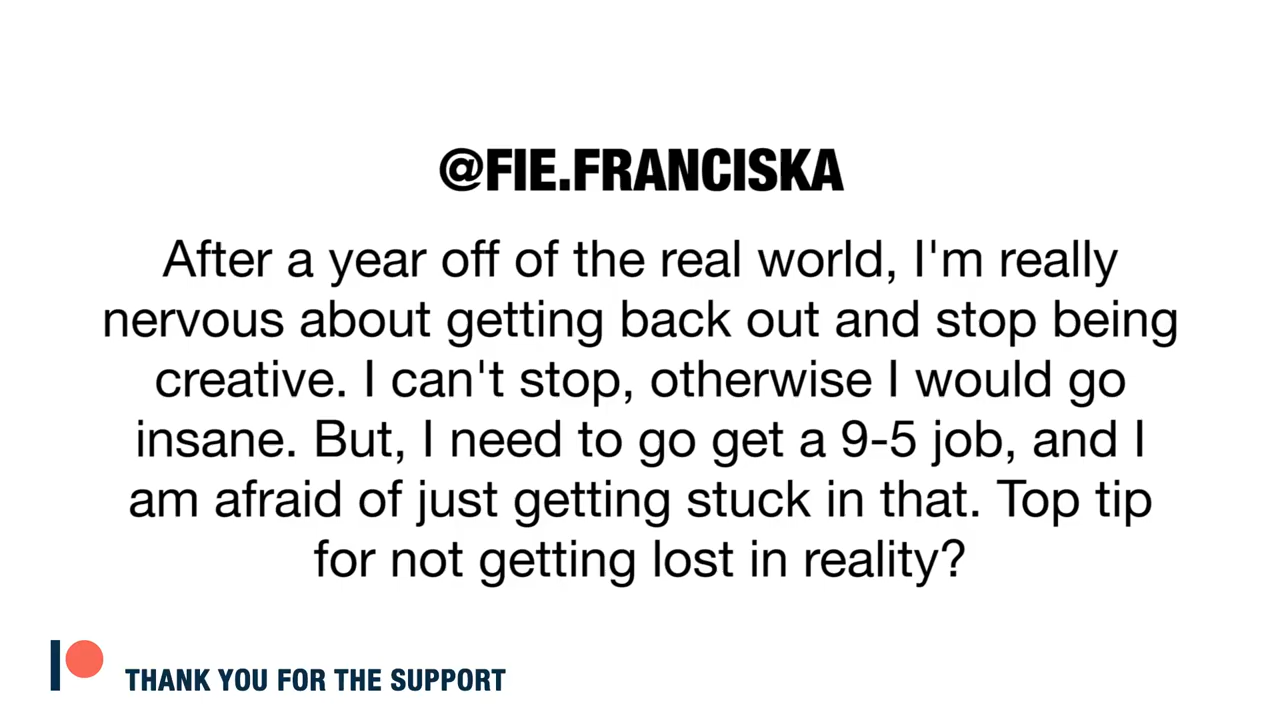 @FIE.FRANCISKA
After a year off of the real world, I'm really
nervous about getting back out and stop being
creative. I can't stop, otherwise I would go
insane. But, I need to go get a 9-5 job, and I
am afraid of just getting stuck in that. Top tip
for not getting lost in reality?
THANK YOU FOR THE SUPPORT